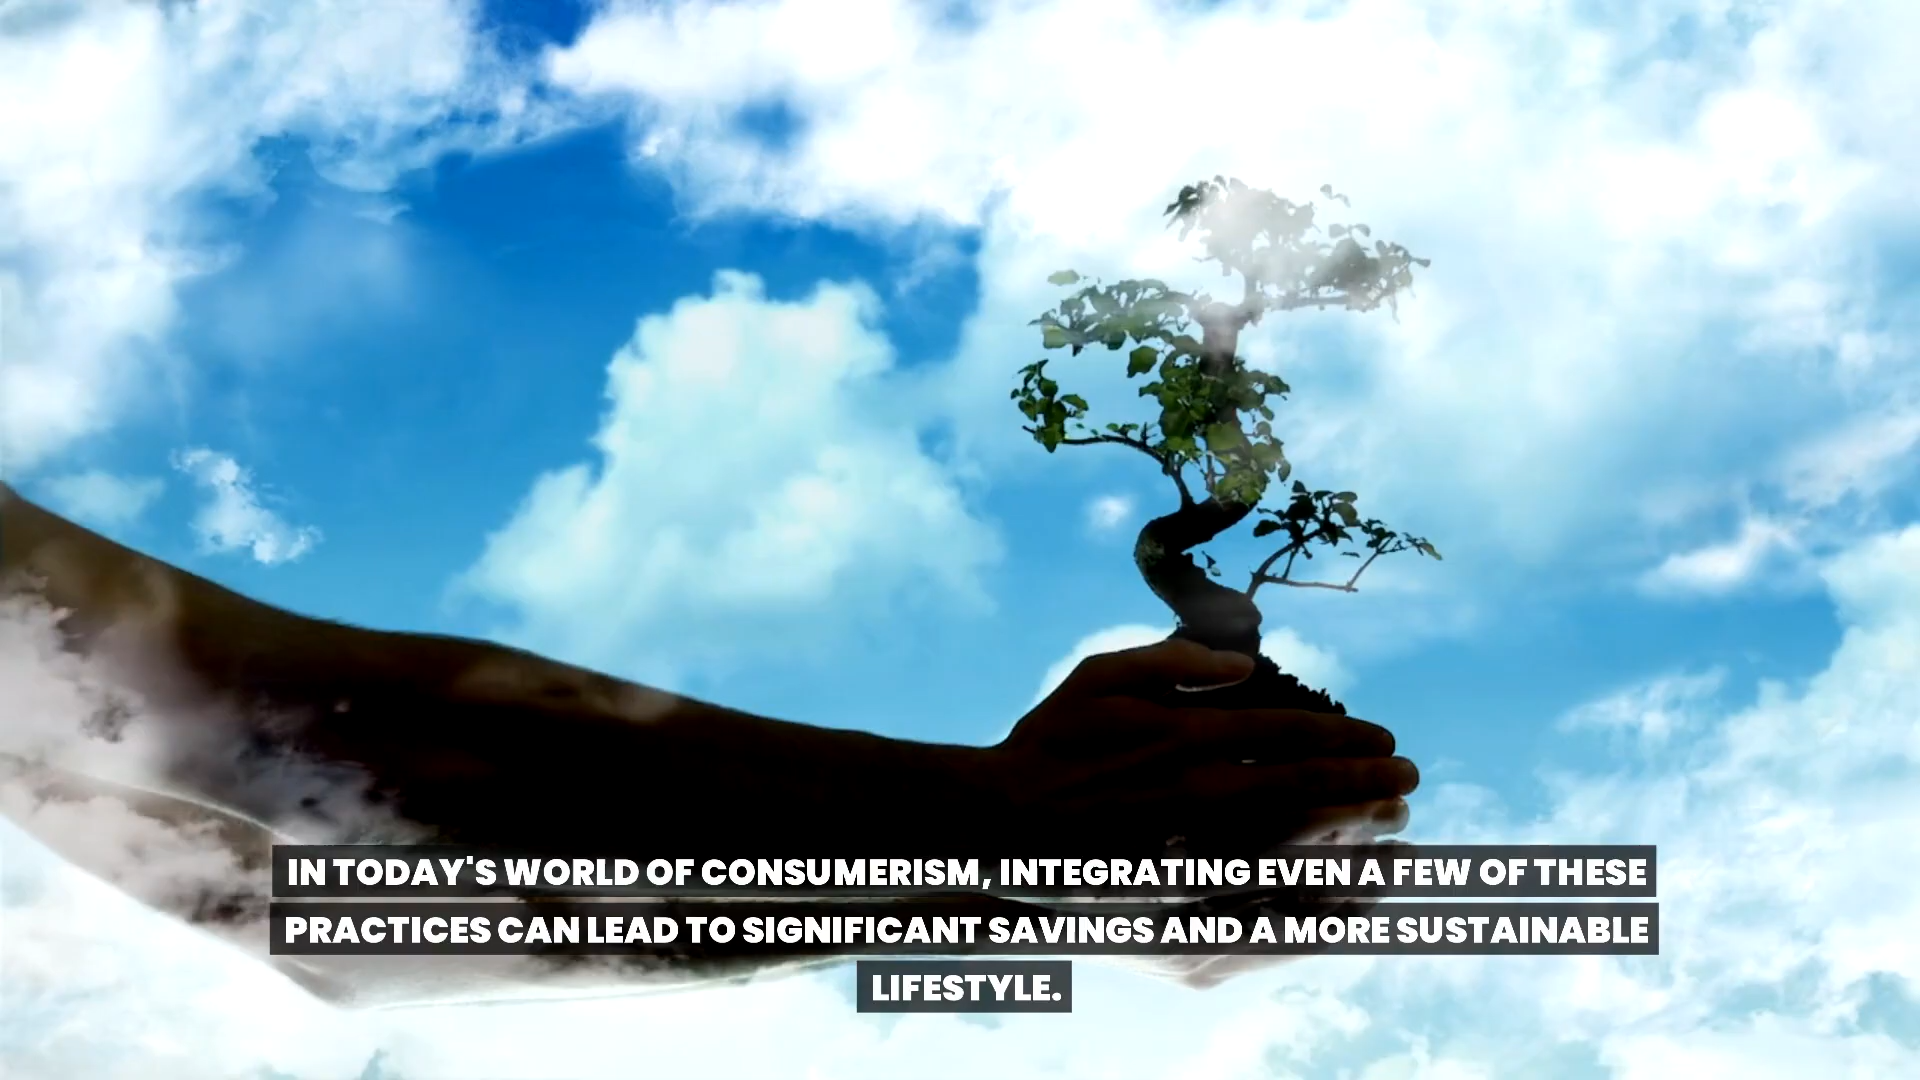 IN TODAY'S WORLD OF CONSUMERISM, INTEGRATING EVEN A FEW OF THESE
PRACTICES CAN LEAD TO SIGNIFICANT SAVINGS AND A MORE SUSTAINABLE
LIFESTYLE.